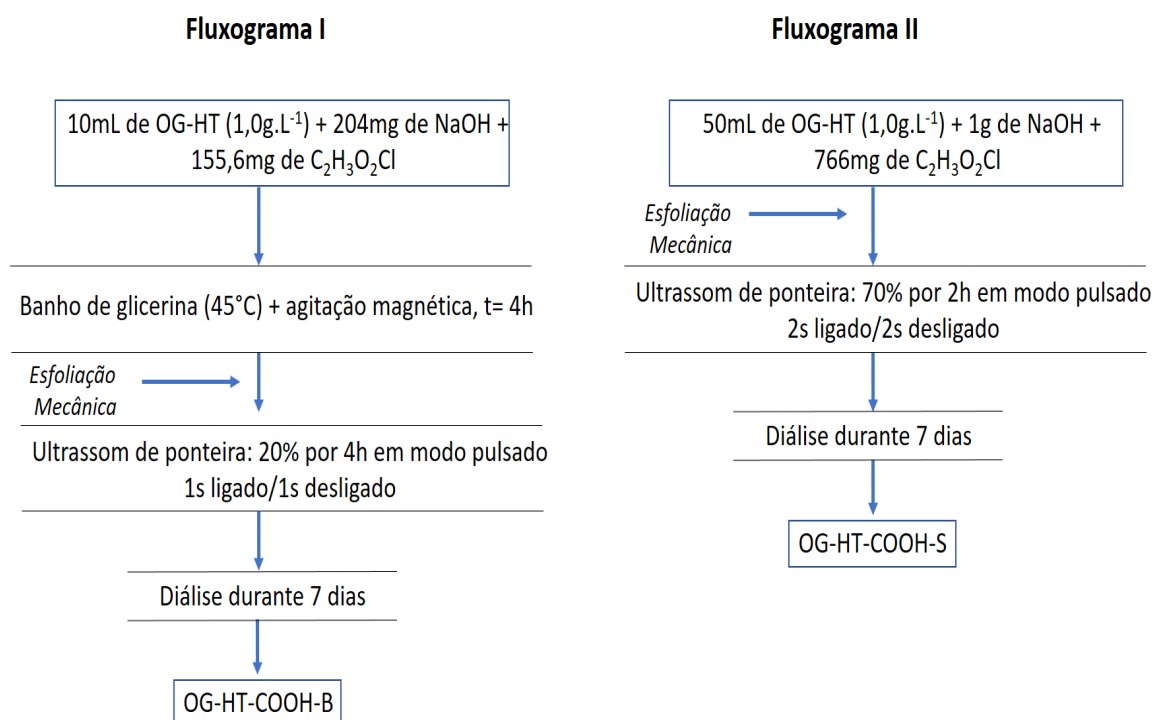 Fluxograma I
10mL de OG-HT (1,0g.L⁻¹) + 204mg de NaOH +
155,6mg de C₂H₃O₂Cl
Banho de glicerina (45°C) + agitação magnética, t= 4h
Esfoliação
Mecânica
Ultrassom de ponteira: 20% por 4h em modo pulsado
1s ligado/1s desligado
Diálise durante 7 dias
OG-HT-COOH-B
Fluxograma II
50mL de OG-HT (1,0g.L⁻¹) + 1g de NaOH +
766mg de C₂H₃O₂Cl
Esfoliação
Mecânica
Ultrassom de ponteira: 70% por 2h em modo pulsado
2s ligado/2s desligado
Diálise durante 7 dias
OG-HT-COOH-S